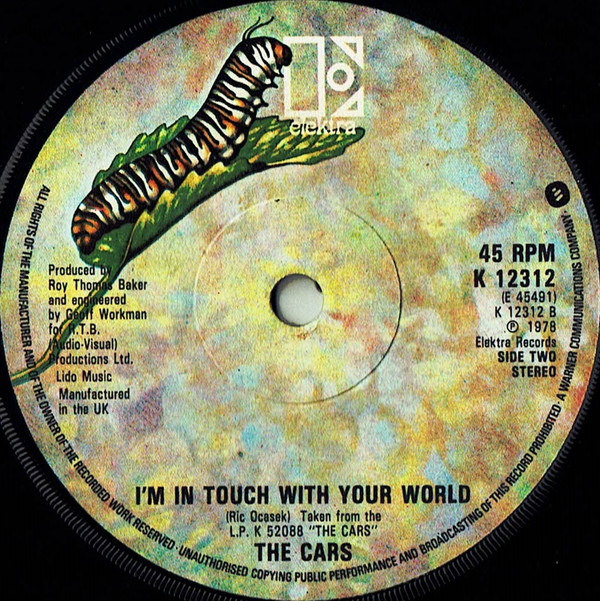 elektra
45 RPM
K 12312
(E 45491)
K 12312 B
Ⓟ 1978
Elektra Records
SIDE TWO
STEREO
Produced by
Roy Thomas Baker
and engineered
by Geoff Workman
for R.T.B.
(Audio-Visual)
Productions Ltd.
Lido Music
Manufactured
in the UK
I'M IN TOUCH WITH YOUR WORLD
(Ric Ocasek) Taken from the
L.P. K 52088 "THE CARS"
THE CARS
ALL RIGHTS OF THE MANUFACTURER AND OF THE OWNER OF THE RECORDED WORK RESERVED · UNAUTHORISED COPYING PUBLIC PERFORMANCE AND BROADCASTING OF THIS RECORD PROHIBITED · A WARNER COMMUNICATIONS COMPANY ·